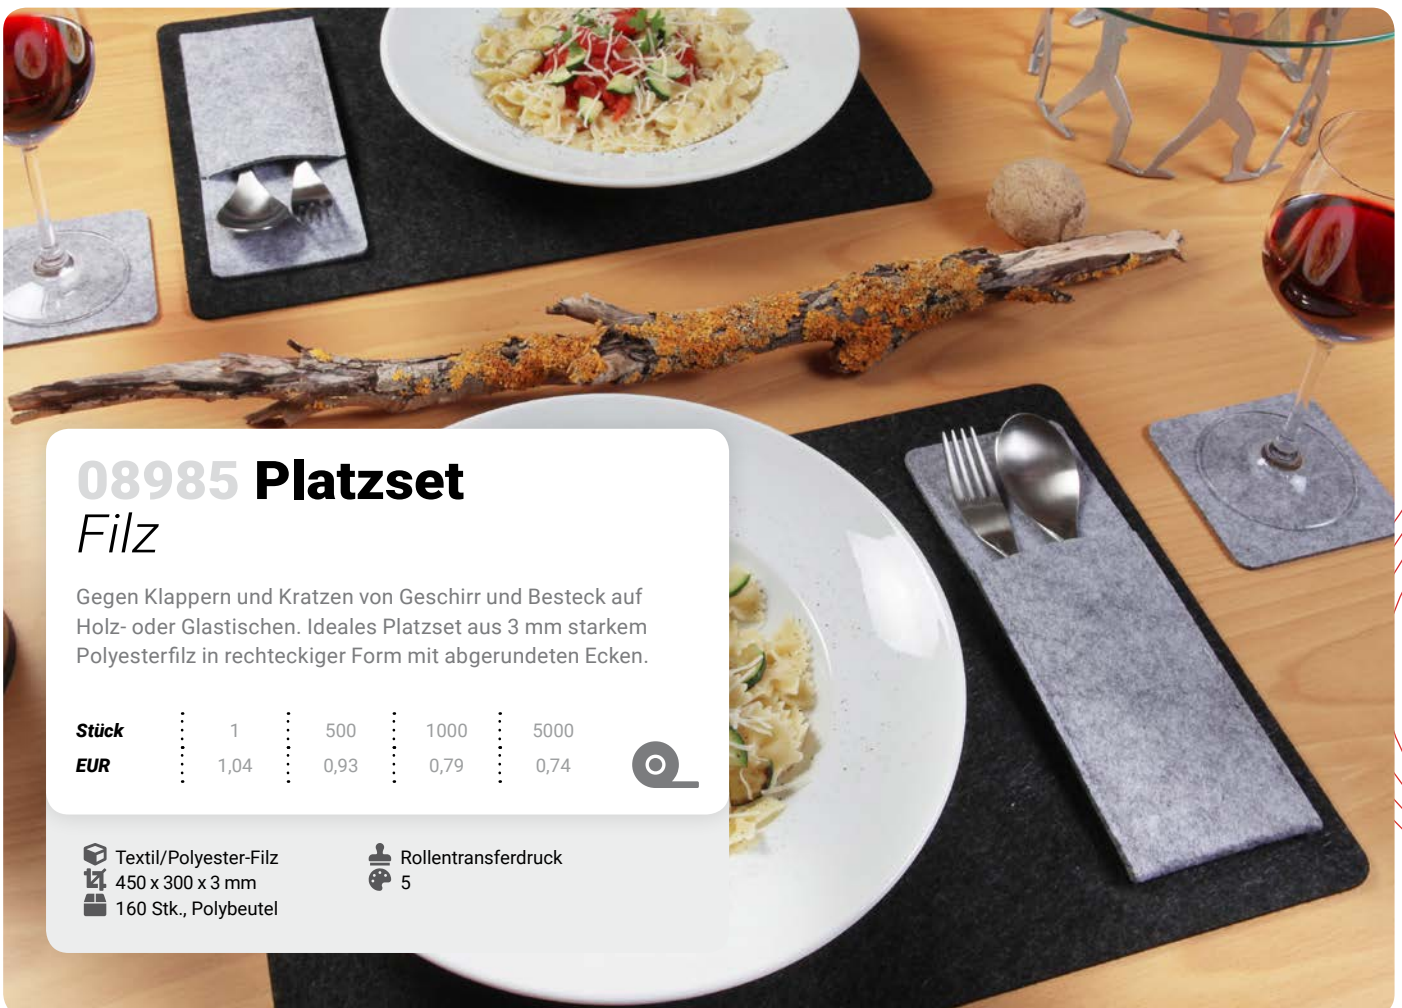 08985 Platzset
Filz
Gegen Klappern und Kratzen von Geschirr und Besteck auf
Holz- oder Glastischen. Ideales Platzset aus 3 mm starkem
Polyesterfilz in rechteckiger Form mit abgerundeten Ecken.
Stück 1 500 1000 5000
EUR 1,04 0,93 0,79 0,74
Textil/Polyester-Filz
450 x 300 x 3 mm
160 Stk., Polybeutel
Rollentransferdruck
5